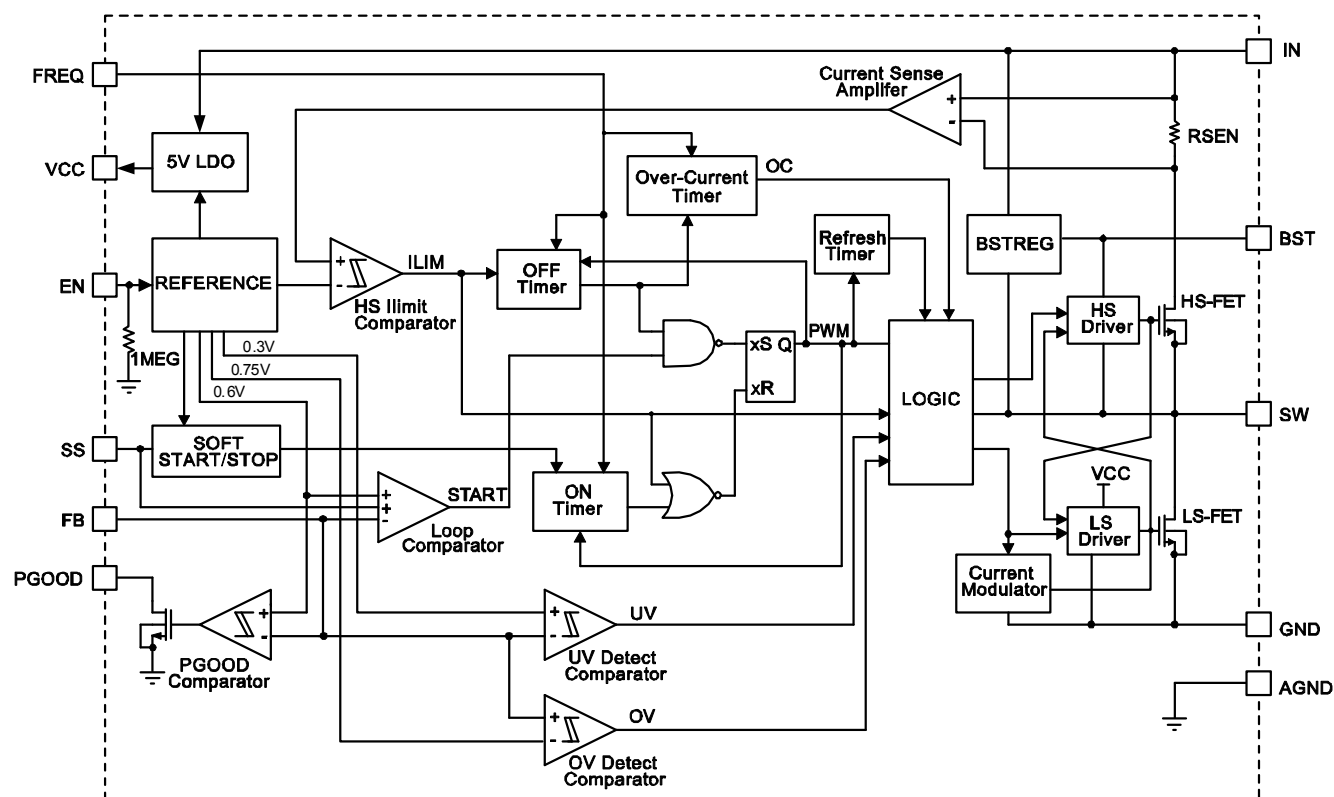 IN
FREQ
Current Sense
Amplifer
+
-
RSEN
VCC
5V LDO
Over-Current
Timer
OC
BSTREG
BST
Refresh
Timer
EN
REFERENCE
+
-
ILIM
HS Ilimit
Comparator
OFF
Timer
HS
Driver
HS-FET
1MEG
0.3V
0.75V
0.6V
xS Q
xR
PWM
LOGIC
SW
SS
SOFT
START/STOP
VCC
+
+
-
START
Loop
Comparator
ON
Timer
FB
LS
Driver
LS-FET
PGOOD
Current
Modulator
+
-
PGOOD
Comparator
+
-
UV
UV Detect
Comparator
GND
AGND
+
-
OV
OV Detect
Comparator